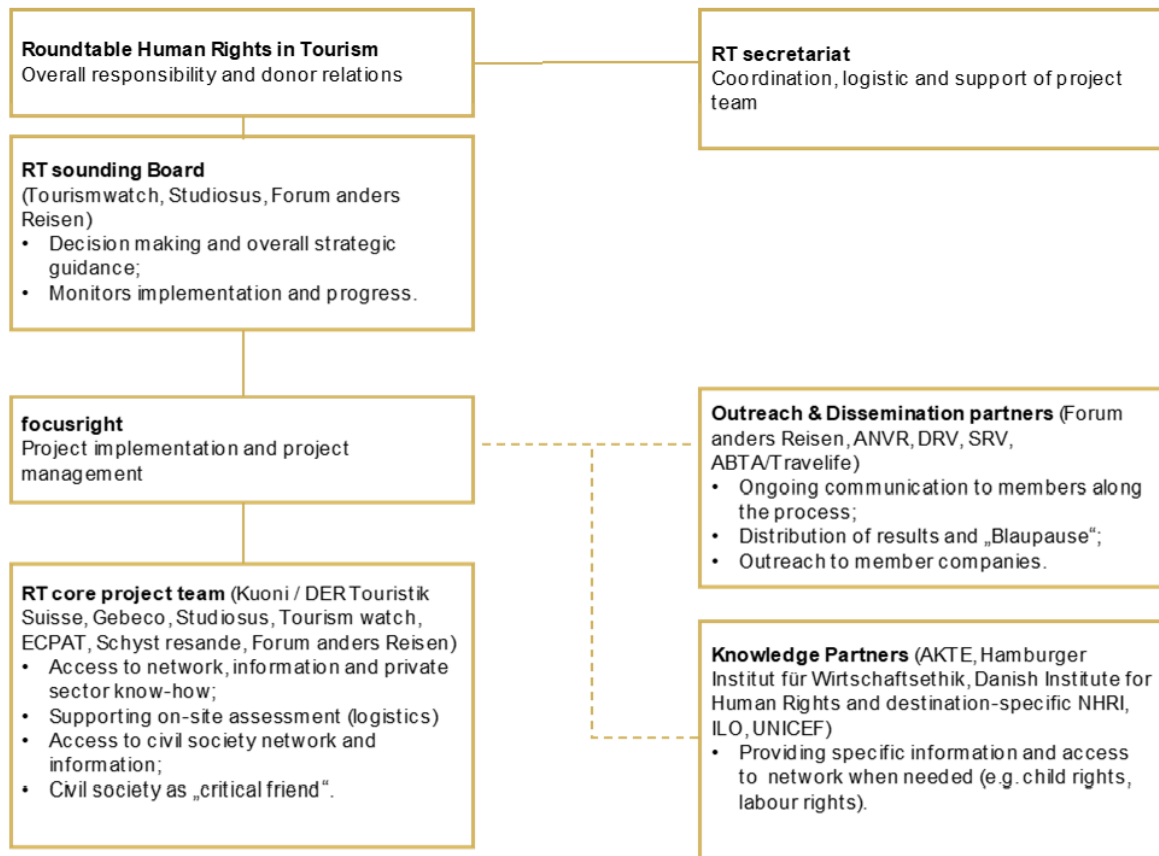 Roundtable Human Rights in Tourism
Overall responsibility and donor relations
RT secretariat
Coordination, logistic and support of project
team
RT sounding Board
(Tourismwatch, Studiosus, Forum anders
Reisen)
• Decision making and overall strategic
guidance;
• Monitors implementation and progress.
focusright
Project implementation and project
management
Outreach & Dissemination partners (Forum
anders Reisen, ANVR, DRV, SRV,
ABTA/Travelife)
• Ongoing communication to members along
the process;
• Distribution of results and „Blaupause“;
• Outreach to member companies.
RT core project team (Kuoni / DER Touristik
Suisse, Gebeco, Studiosus, Tourism watch,
ECPAT, Schyst resande, Forum anders Reisen)
• Access to network, information and private
sector know-how;
• Supporting on-site assessment (logistics)
• Access to civil society network and
information;
• Civil society as „critical friend“.
Knowledge Partners (AKTE, Hamburger
Institut für Wirtschaftsethik, Danish Institute for
Human Rights and destination-specific NHRI,
ILO, UNICEF)
• Providing specific information and access
to network when needed (e.g. child rights,
labour rights).